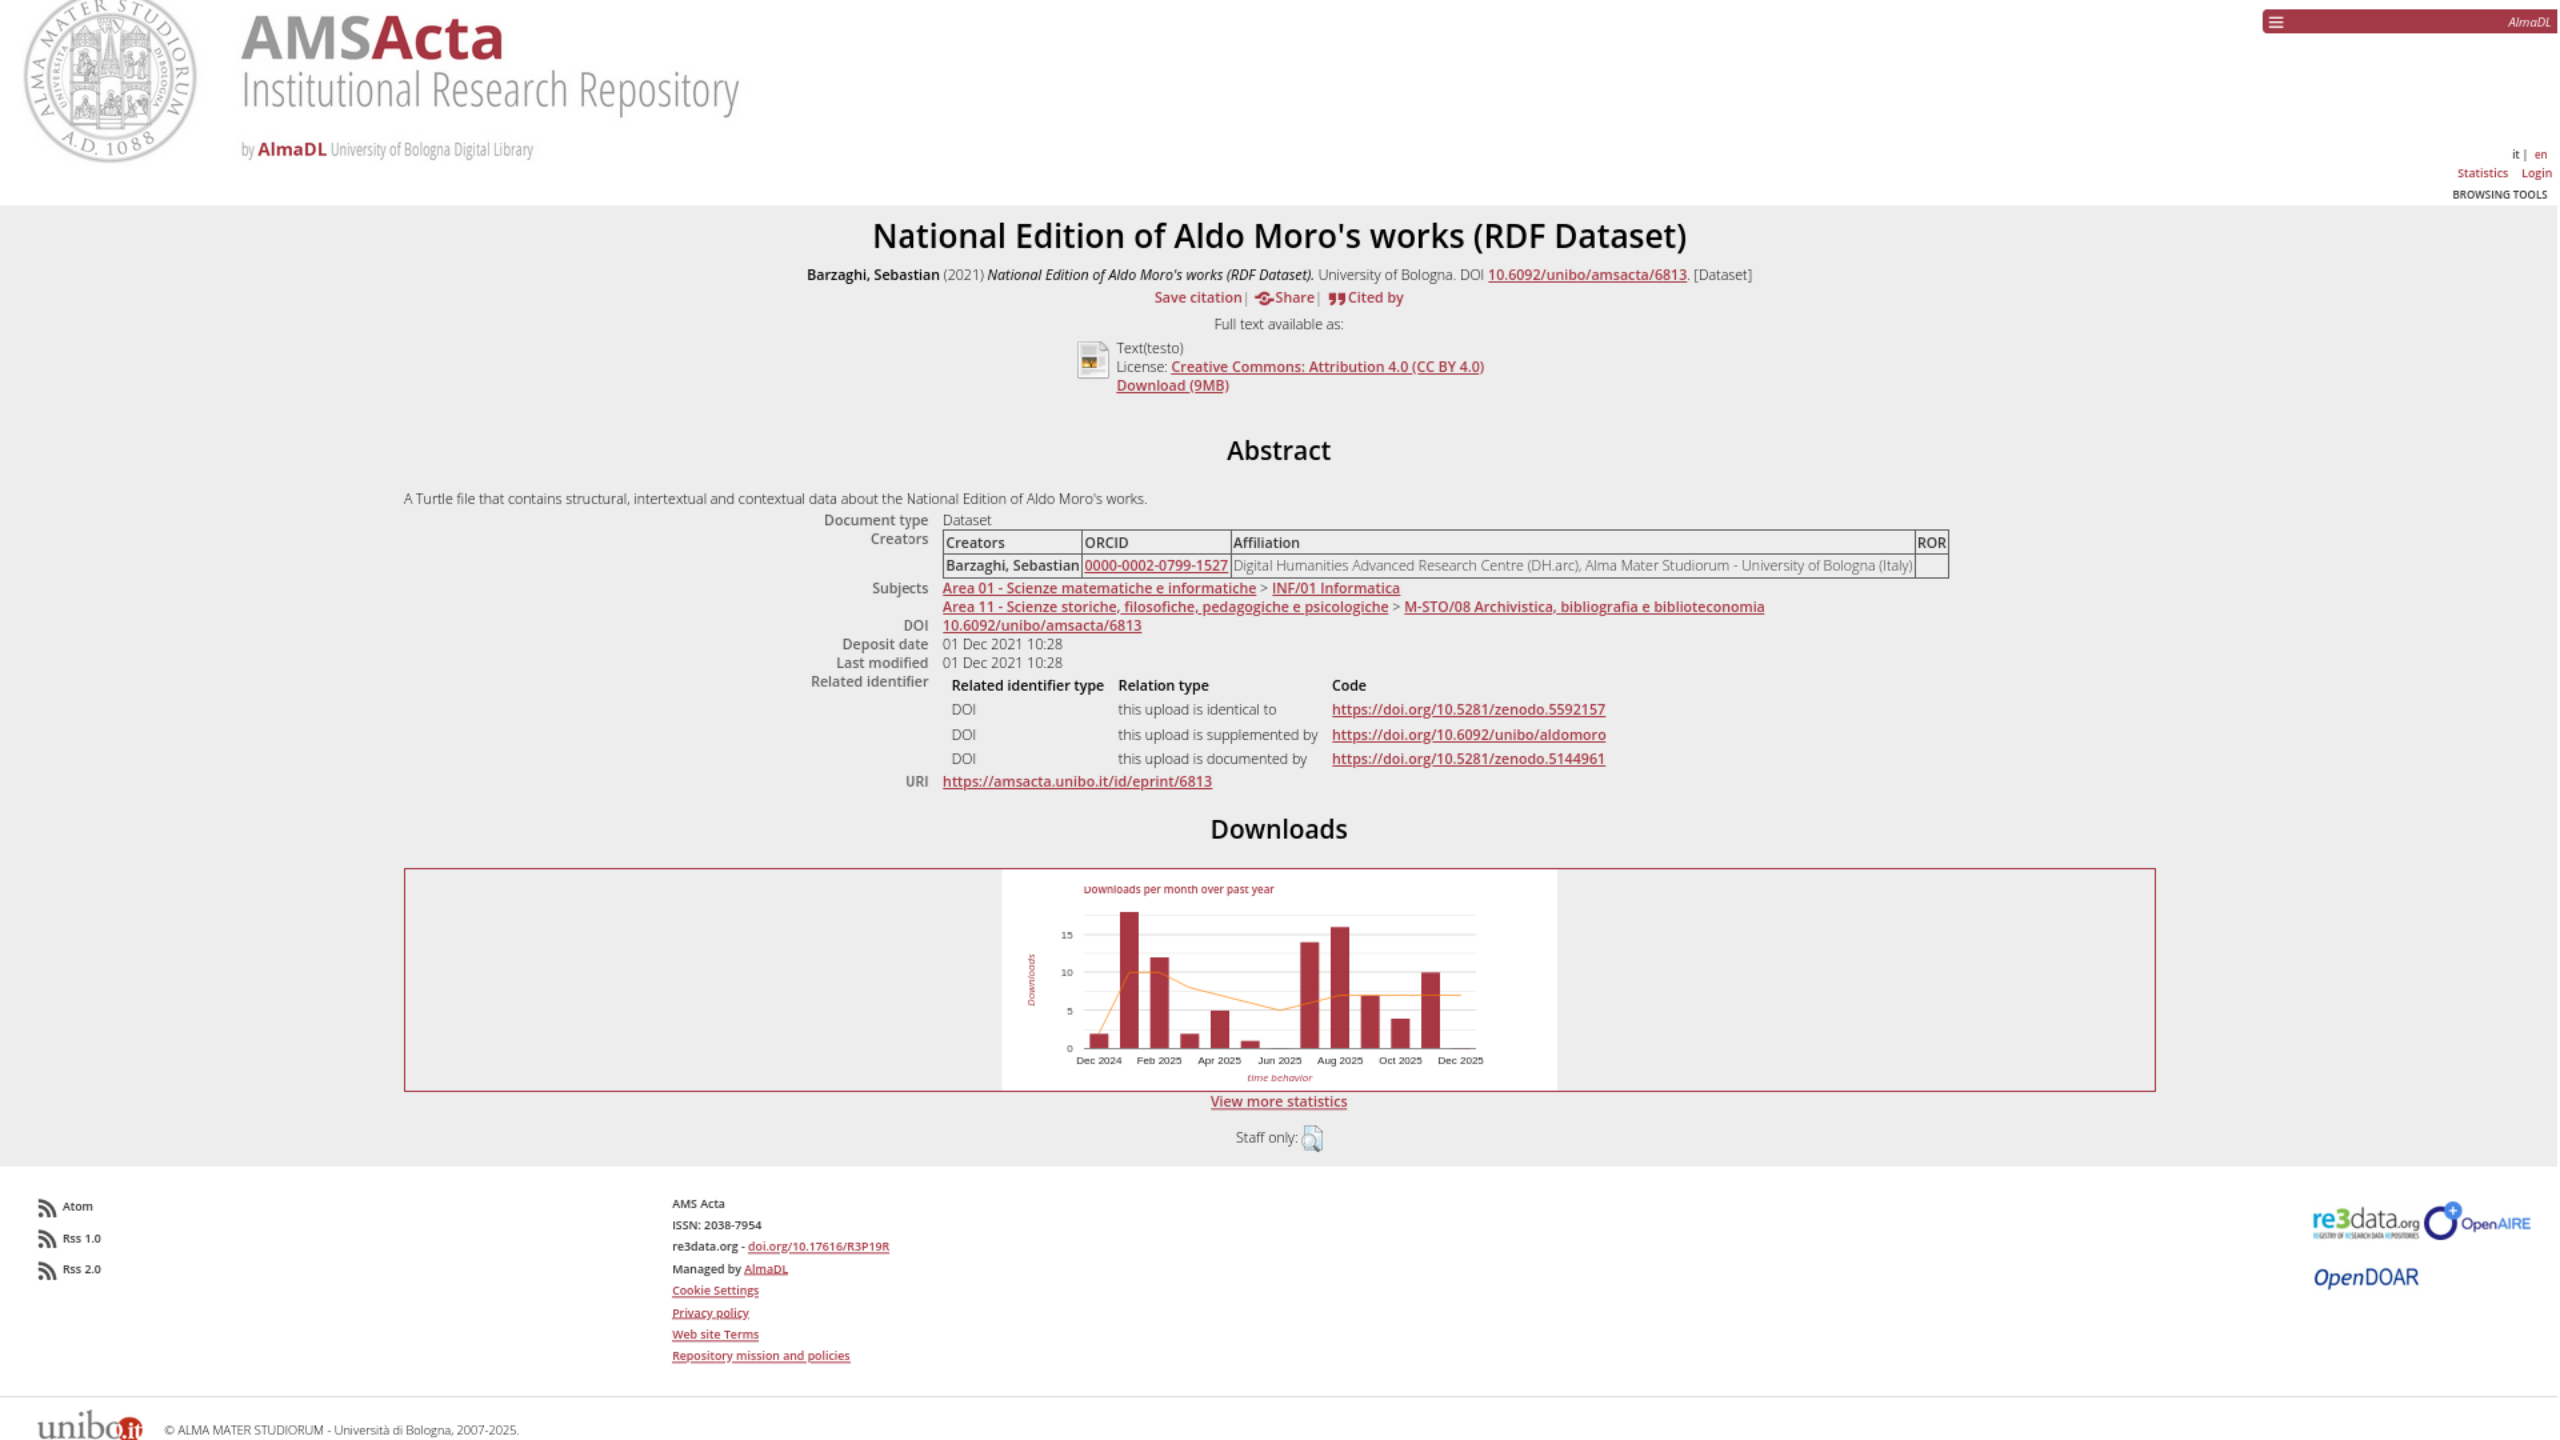 ALMA MATER STUDIORUM
A.D. 1088
AMSActa
Institutional Research Repository
by AlmaDL University of Bologna Digital Library
AlmaDL
it | en
Statistics Login
BROWSING TOOLS
National Edition of Aldo Moro's works (RDF Dataset)
Barzaghi, Sebastian (2021) National Edition of Aldo Moro's works (RDF Dataset). University of Bologna. DOI 10.6092/unibo/amsacta/6813. [Dataset]
Save citation | Share | Cited by
Full text available as:
Text(testo)
License: Creative Commons: Attribution 4.0 (CC BY 4.0)
Download (9MB)
Abstract
A Turtle file that contains structural, intertextual and contextual data about the National Edition of Aldo Moro's works.
Document type Dataset
Creators
Creators ORCID Affiliation ROR
Barzaghi, Sebastian 0000-0002-0799-1527 Digital Humanities Advanced Research Centre (DH.arc), Alma Mater Studiorum - University of Bologna (Italy)
Subjects Area 01 - Scienze matematiche e informatiche > INF/01 Informatica
Area 11 - Scienze storiche, filosofiche, pedagogiche e psicologiche > M-STO/08 Archivistica, bibliografia e biblioteconomia
DOI 10.6092/unibo/amsacta/6813
Deposit date 01 Dec 2021 10:28
Last modified 01 Dec 2021 10:28
Related identifier
Related identifier type Relation type Code
DOI this upload is identical to https://doi.org/10.5281/zenodo.5592157
DOI this upload is supplemented by https://doi.org/10.6092/unibo/aldomoro
DOI this upload is documented by https://doi.org/10.5281/zenodo.5144961
URI https://amsacta.unibo.it/id/eprint/6813
Downloads
Downloads per month over past year
Downloads
15
10
5
0
Dec 2024 Feb 2025 Apr 2025 Jun 2025 Aug 2025 Oct 2025 Dec 2025
time behavior
View more statistics
Staff only:
Atom
Rss 1.0
Rss 2.0
AMS Acta
ISSN: 2038-7954
re3data.org - doi.org/10.17616/R3P19R
Managed by AlmaDL
Cookie Settings
Privacy policy
Web site Terms
Repository mission and policies
re3data.org
REGISTRY OF RESEARCH DATA REPOSITORIES
OpenAIRE
OpenDOAR
unibo.it
© ALMA MATER STUDIORUM - Università di Bologna, 2007-2025.